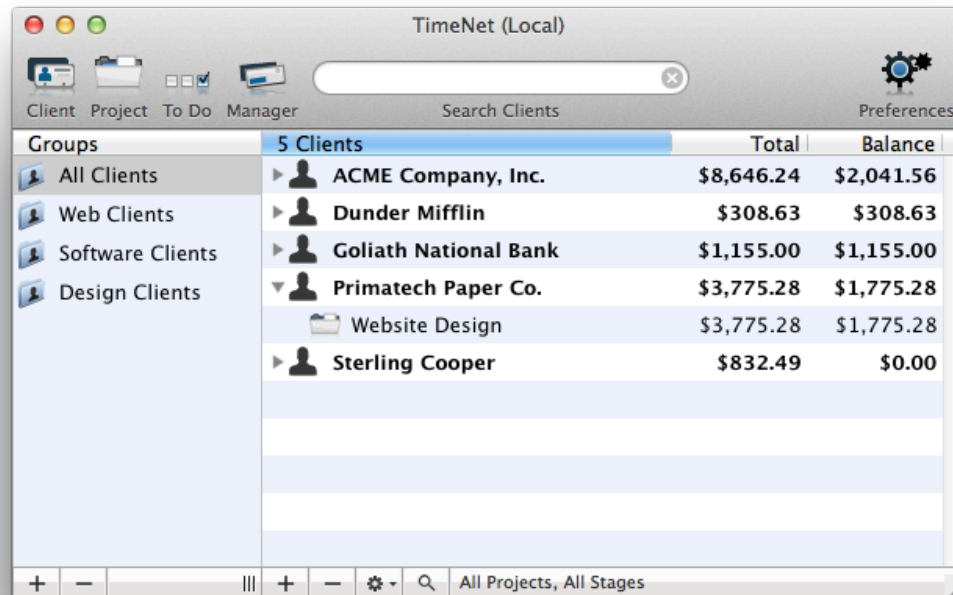 TimeNet (Local)
Client Project To Do Manager Search Clients Preferences
Groups 5 Clients Total Balance
All Clients ACME Company, Inc. $8,646.24 $2,041.56
Web Clients Dunder Mifflin $308.63 $308.63
Software Clients Goliath National Bank $1,155.00 $1,155.00
Design Clients Primatech Paper Co. $3,775.28 $1,775.28
Website Design $3,775.28 $1,775.28
Sterling Cooper $832.49 $0.00
All Projects, All Stages